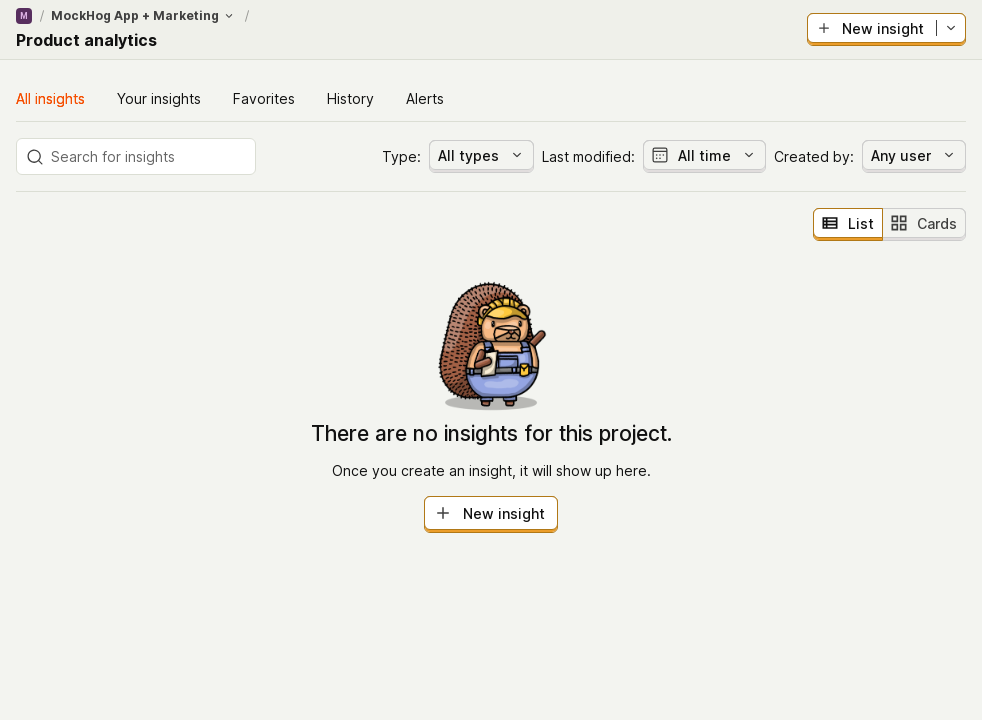 M / MockHog App + Marketing /
Product analytics
New insight
All insights Your insights Favorites History Alerts
Search for insights Type: All types Last modified: All time Created by: Any user
List Cards
There are no insights for this project.
Once you create an insight, it will show up here.
New insight